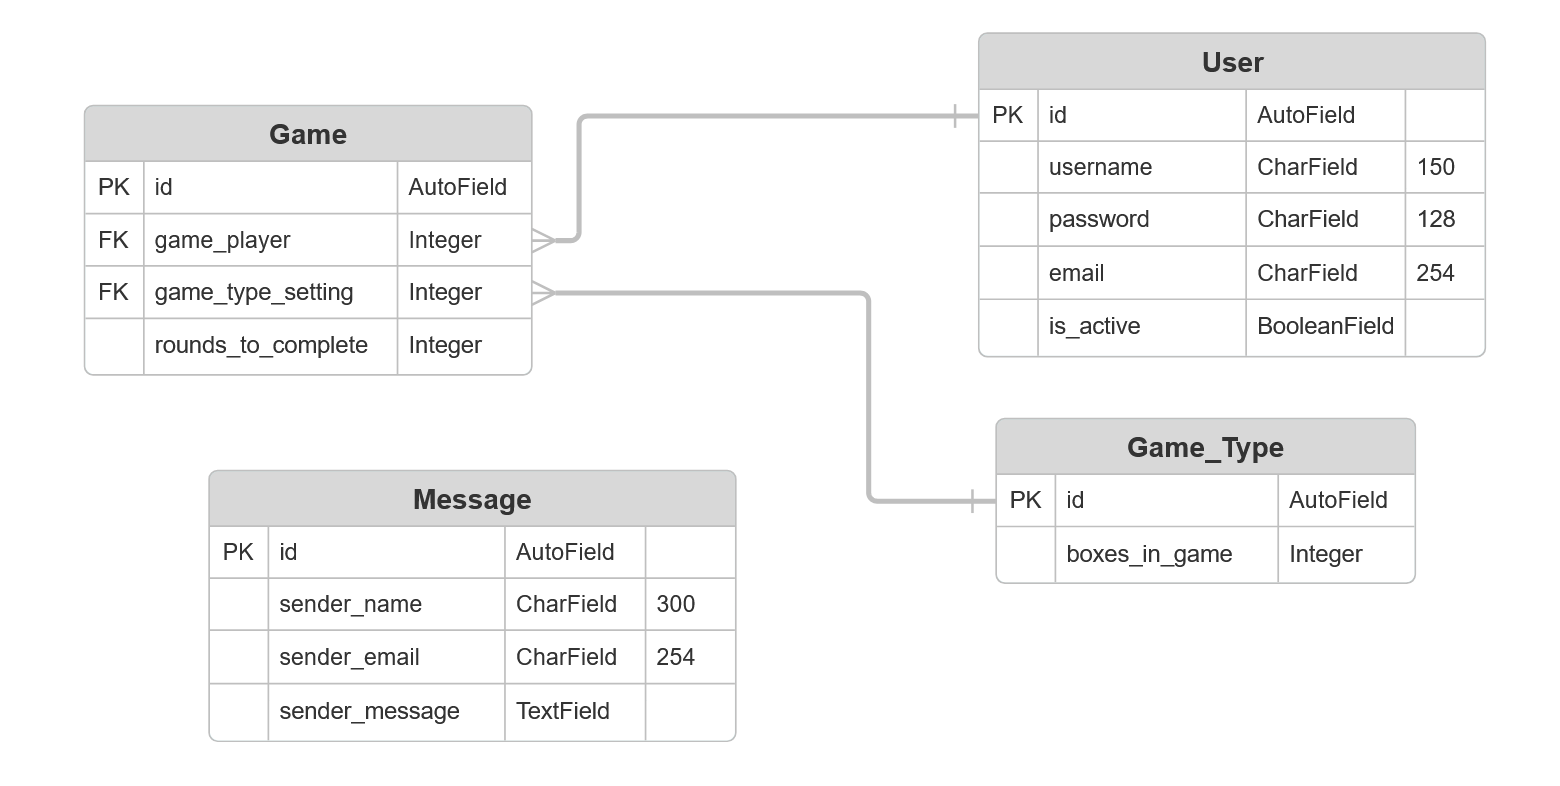 Game
PK id AutoField
FK game_player Integer
FK game_type_setting Integer
rounds_to_complete Integer
User
PK id AutoField
username CharField 150
password CharField 128
email CharField 254
is_active BooleanField
Message
PK id AutoField
sender_name CharField 300
sender_email CharField 254
sender_message TextField
Game_Type
PK id AutoField
boxes_in_game Integer